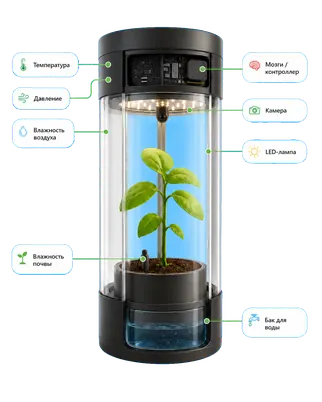 Температура
Давление
Влажность
воздуха
Влажность
почвы
Мозги /
контроллер
Камера
LED-лампа
Бак для
воды